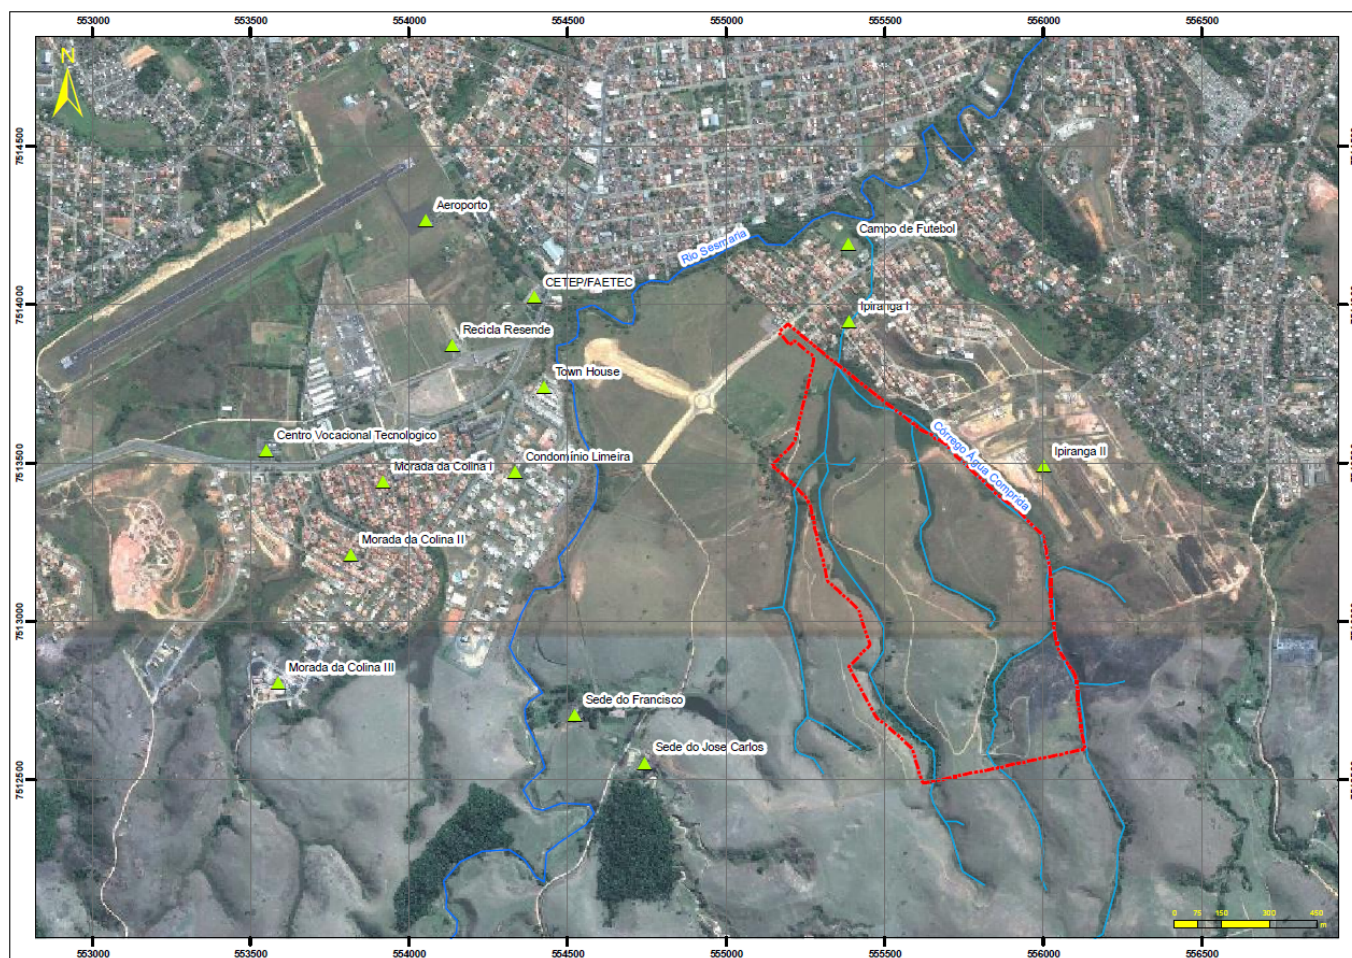 553000 553500 554000 554500 555000 555500 556000 556500
N
7514500
Aeroporto
Campo de Futebol
Rio Sesmaria
CETEP/FAETEC
7514000
Ipiranga I
Recicla Resende
Town House
Centro Vocacional Tecnologico
Condomínio Limeira
Córrego Água Comprida
Ipiranga II
7513500
Morada da Colina I
Morada da Colina II
7513000
Morada da Colina III
Sede do Francisco
Sede do Jose Carlos
7512500
0 75 150 300 450
m
553000 553500 554000 554500 555000 555500 556000 556500